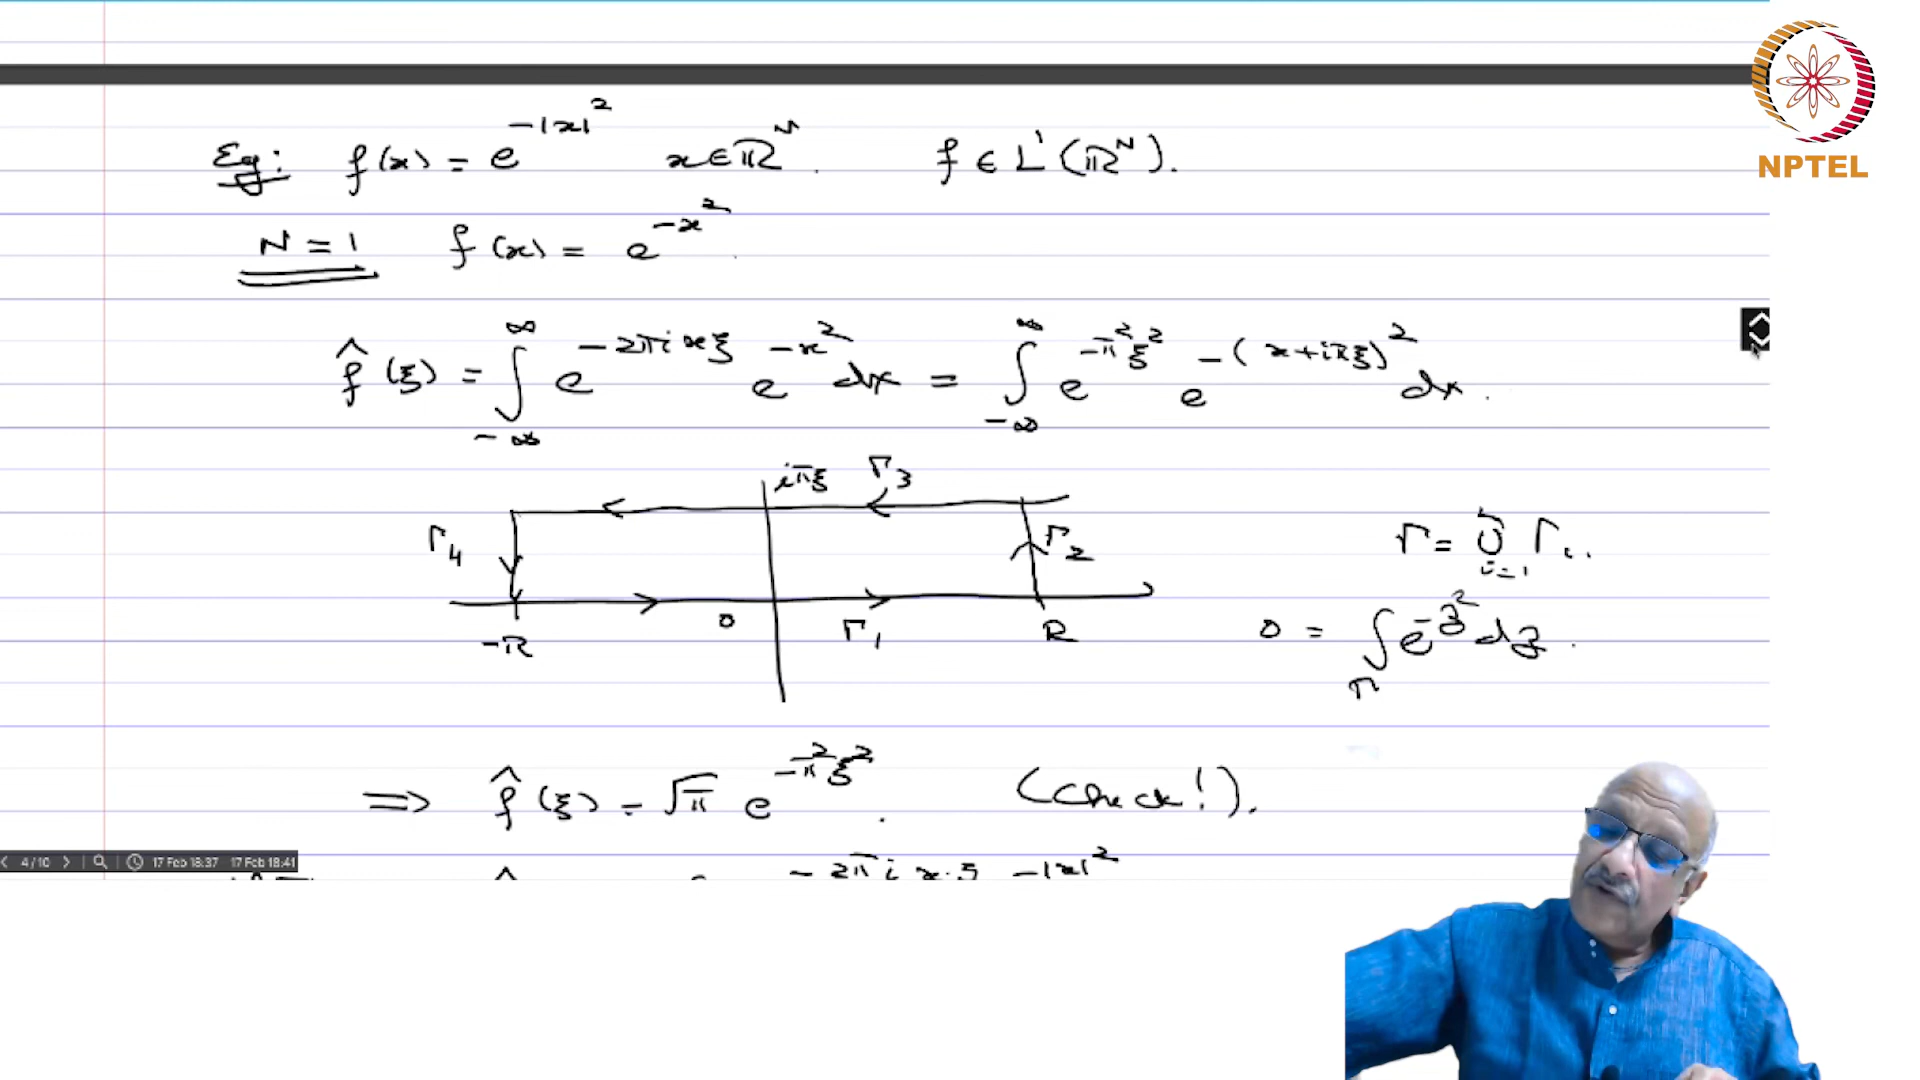 NPTEL
Eg: f(x) = e^{-|x|^2} x ∈ ℝ^N. f ∈ L^1(ℝ^N).
N = 1 f(x) = e^{-x^2}.
f̂(ξ) = ∫_{-∞}^{∞} e^{-2πixξ} e^{-x^2} dx = ∫_{-∞}^{∞} e^{-π^2ξ^2} e^{-(x+iπξ)^2} dx.
iπξ Γ_3
Γ_4 Γ_2 Γ = ∪_{i=1}^{4} Γ_i.
-R 0 Γ_1 R 0 = ∫_Γ e^{-z^2} dz.
⇒ f̂(ξ) = √π e^{-π^2ξ^2}. (Check!).
4/10 17 Feb 18:37 17 Feb 18:41
-2πi x·ξ -|x|^2